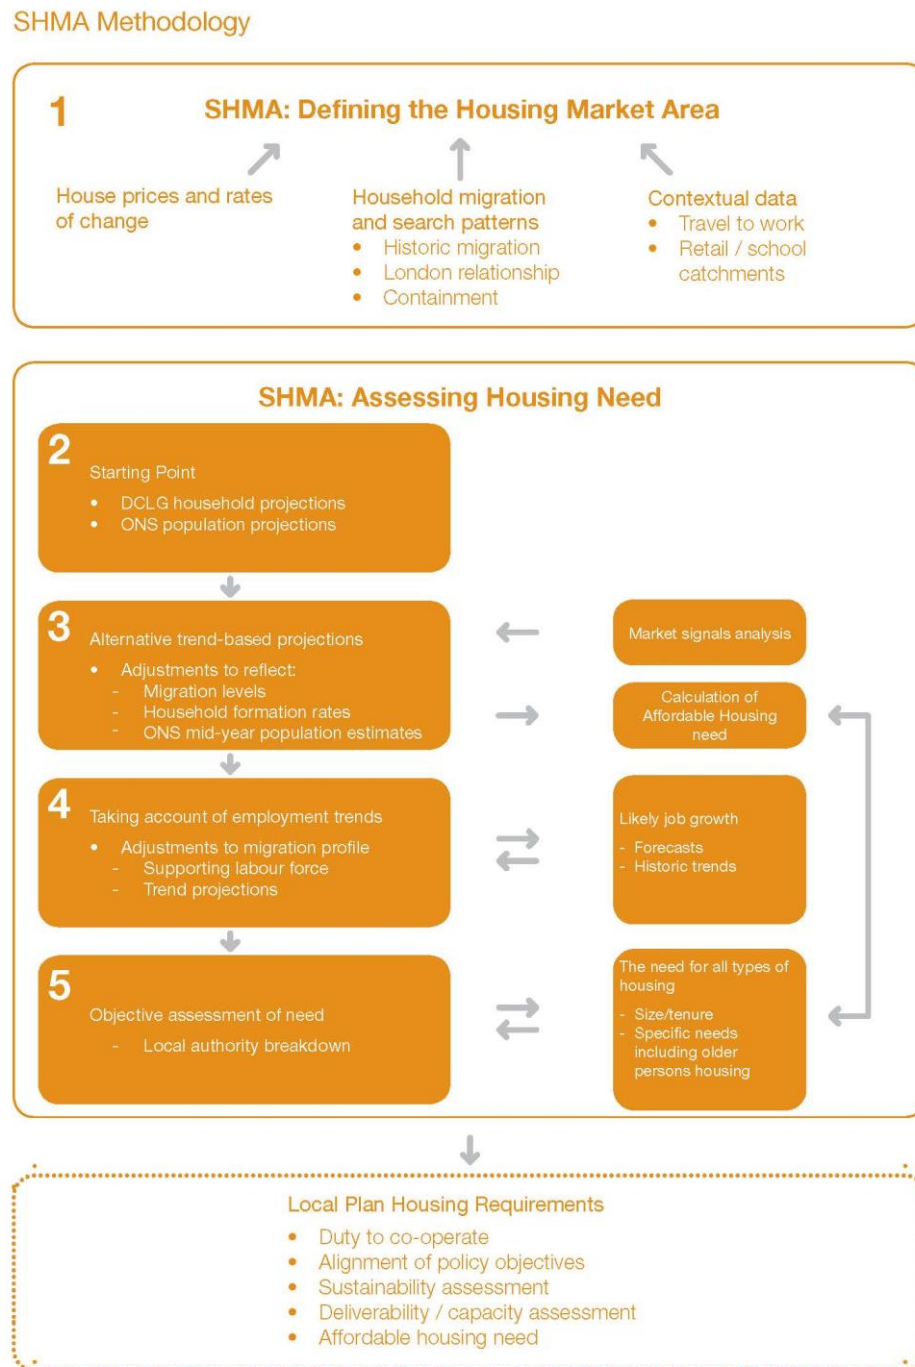 SHMA Methodology
1
SHMA: Defining the Housing Market Area
House prices and rates
of change
Household migration
and search patterns
• Historic migration
• London relationship
• Containment
Contextual data
• Travel to work
• Retail / school
catchments
SHMA: Assessing Housing Need
2
Starting Point
• DCLG household projections
• ONS population projections
3
Alternative trend-based projections
• Adjustments to reflect:
- Migration levels
- Household formation rates
- ONS mid-year population estimates
Market signals analysis
Calculation of
Affordable Housing
need
4
Taking account of employment trends
• Adjustments to migration profile
- Supporting labour force
- Trend projections
Likely job growth
- Forecasts
- Historic trends
5
Objective assessment of need
- Local authority breakdown
The need for all types of
housing
- Size/tenure
- Specific needs
including older
persons housing
Local Plan Housing Requirements
• Duty to co-operate
• Alignment of policy objectives
• Sustainability assessment
• Deliverability / capacity assessment
• Affordable housing need